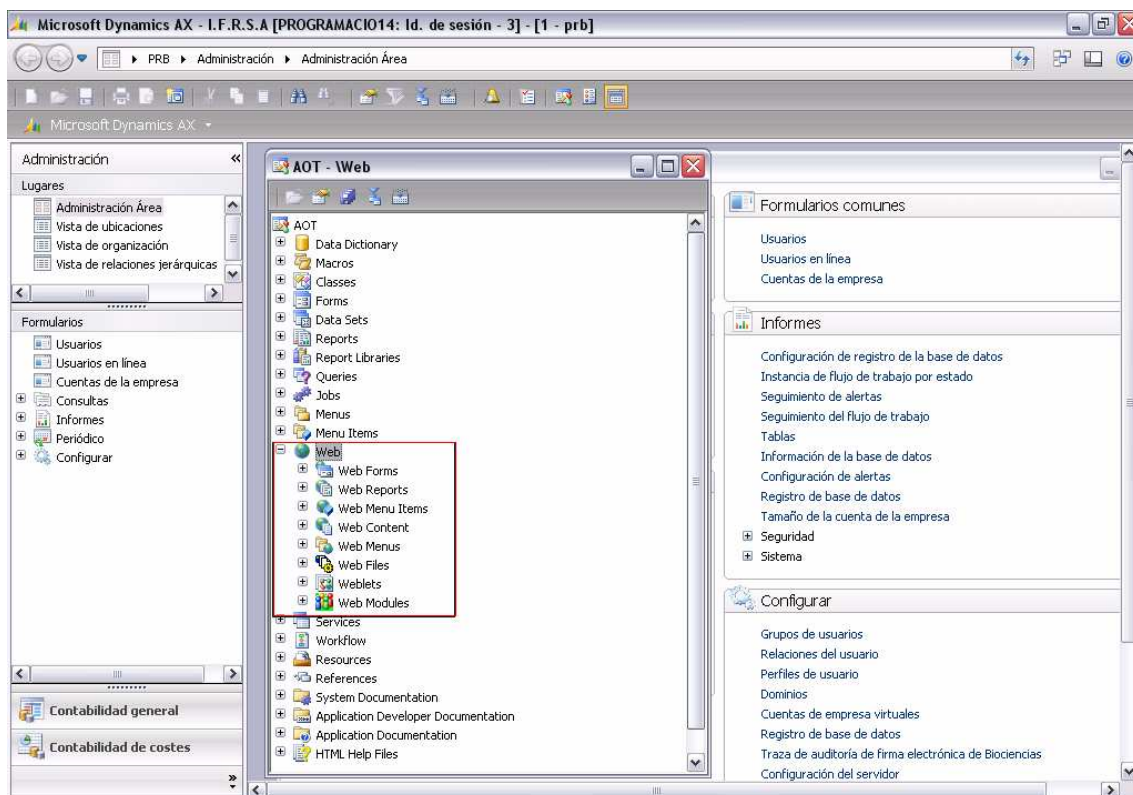 Microsoft Dynamics AX - I.F.R.S.A [PROGRAMACIO14: Id. de sesión - 3] - [1 - prb]
PRB ▸ Administración ▸ Administración Área
Microsoft Dynamics AX
Administración
Lugares
Administración Área
Vista de ubicaciones
Vista de organización
Vista de relaciones jerárquicas
Formularios
Usuarios
Usuarios en línea
Cuentas de la empresa
Consultas
Informes
Periódico
Configurar
Contabilidad general
Contabilidad de costes
AOT - \Web
AOT
Data Dictionary
Macros
Classes
Forms
Data Sets
Reports
Report Libraries
Queries
Jobs
Menus
Menu Items
Web
Web Forms
Web Reports
Web Menu Items
Web Content
Web Menus
Web Files
Weblets
Web Modules
Services
Workflow
Resources
References
System Documentation
Application Developer Documentation
Application Documentation
HTML Help Files
Formularios comunes
Usuarios
Usuarios en línea
Cuentas de la empresa
Informes
Configuración de registro de la base de datos
Instancia de flujo de trabajo por estado
Seguimiento de alertas
Seguimiento del flujo de trabajo
Tablas
Información de la base de datos
Configuración de alertas
Registro de base de datos
Tamaño de la cuenta de la empresa
Seguridad
Sistema
Configurar
Grupos de usuarios
Relaciones del usuario
Perfiles de usuario
Dominios
Cuentas de empresa virtuales
Registro de base de datos
Traza de auditoría de firma electrónica de Biociencias
Configuración del servidor